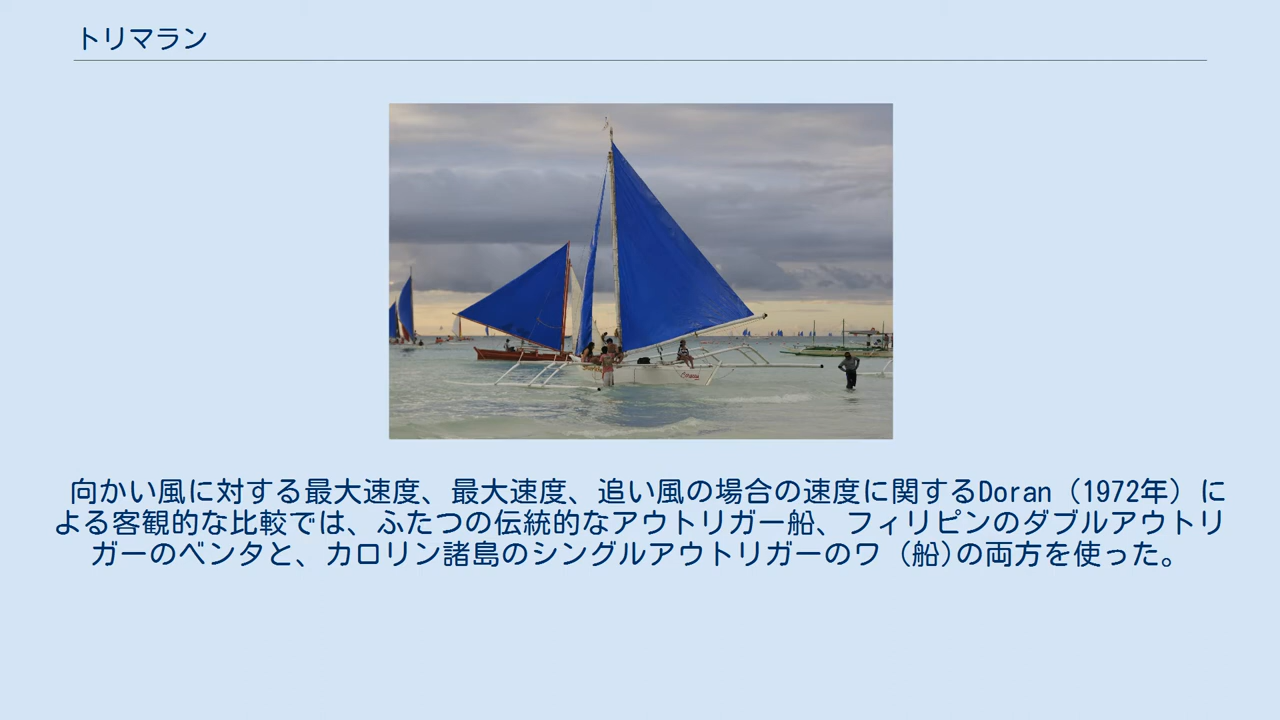 トリマラン
向かい風に対する最大速度、最大速度、追い風の場合の速度に関するDoran（1972年）に
よる客観的な比較では、ふたつの伝統的なアウトリガー船、フィリピンのダブルアウトリ
ガーのベンタと、カロリン諸島のシングルアウトリガーのワ（船)の両方を使った。